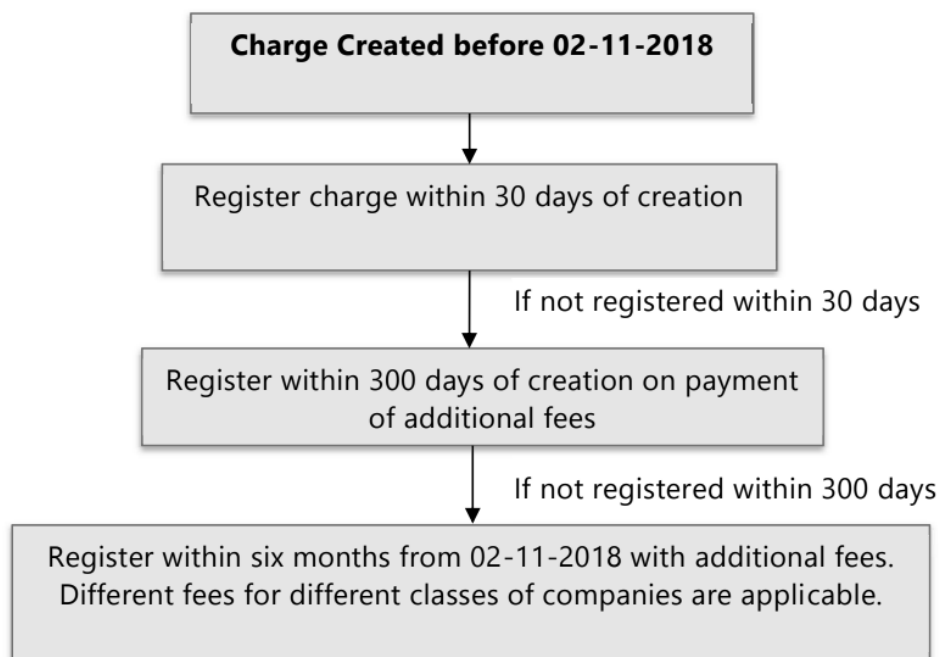 Charge Created before 02-11-2018
Register charge within 30 days of creation
If not registered within 30 days
Register within 300 days of creation on payment
of additional fees
If not registered within 300 days
Register within six months from 02-11-2018 with additional fees.
Different fees for different classes of companies are applicable.